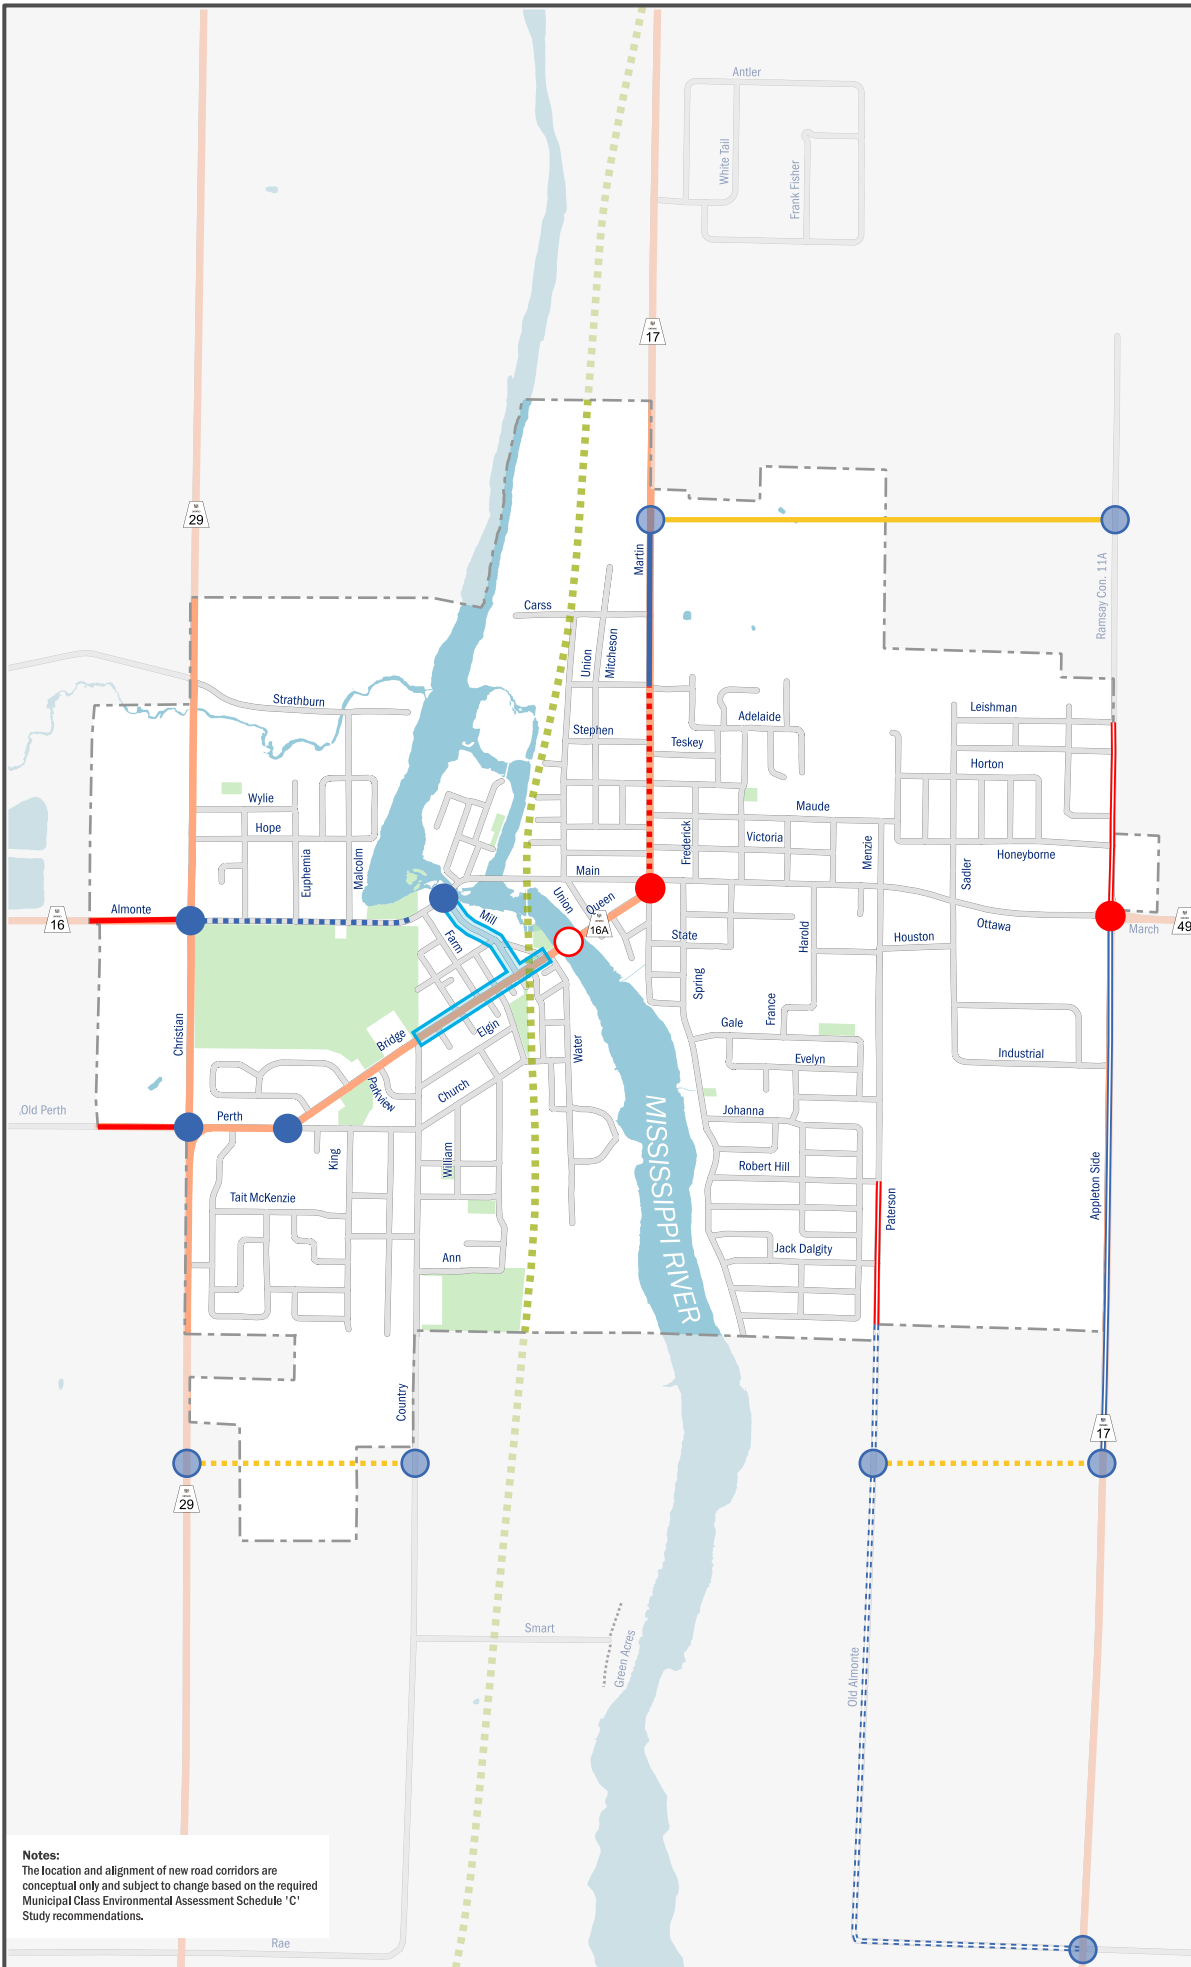 Antler
White Tail
Frank Fisher
17
29
Martin
Ramsay Con. 11A
Carss
Union
Mitcheson
Strathburn
Leishman
Adelaide
Stephen
Teskey
Horton
Wylie
Maude
Hope
Victoria
Frederick
Menzie
Honeyborne
Euphemia
Malcolm
Main
Sadler
Union
Queen
Almonte
16
Mill
16A
Ottawa
March
49
Farm
State
Harold
Houston
Spring
France
Christian
Bridge
Elgin
Water
Gale
Evelyn
Industrial
Parkview
Church
Old Perth
Perth
Johanna
MISSISSIPPI RIVER
King
William
Robert Hill
Appleton Side
Tait McKenzie
Paterson
Ann
Jack Dalgity
Country
17
29
Smart
Green Acres
Old Almonte
Notes:
The location and alignment of new road corridors are
conceptual only and subject to change based on the required
Municipal Class Environmental Assessment Schedule 'C'
Study recommendations.
Rae